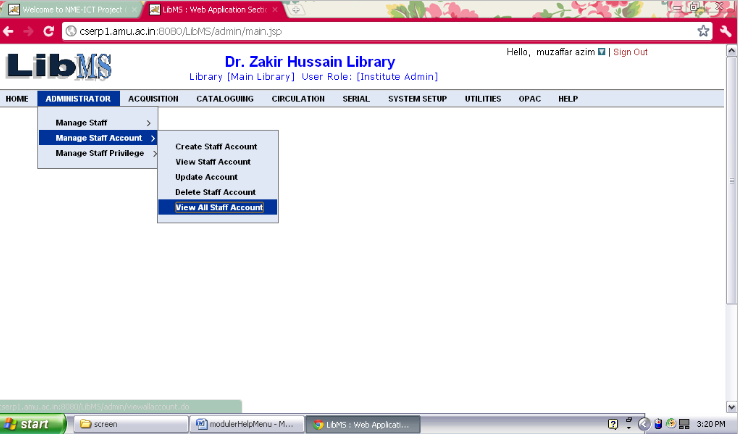 Welcome to NME-ICT Project
LibMS : Web Application Secti
cserp1.amu.ac.in:8080/LibMS/admin/main.jsp
Hello, muzaffar azim | Sign Out
LibMS
Dr. Zakir Hussain Library
Library [Main Library] User Role: [Institute Admin]
HOME ADMINISTRATOR ACQUISITION CATALOGUING CIRCULATION SERIAL SYSTEM SETUP UTILITIES OPAC HELP
Manage Staff
Manage Staff Account
Manage Staff Privilege
Create Staff Account
View Staff Account
Update Account
Delete Staff Account
View All Staff Account
start screen modulerHelpMenu - M... LibMS : Web Applicati... 3:20 PM